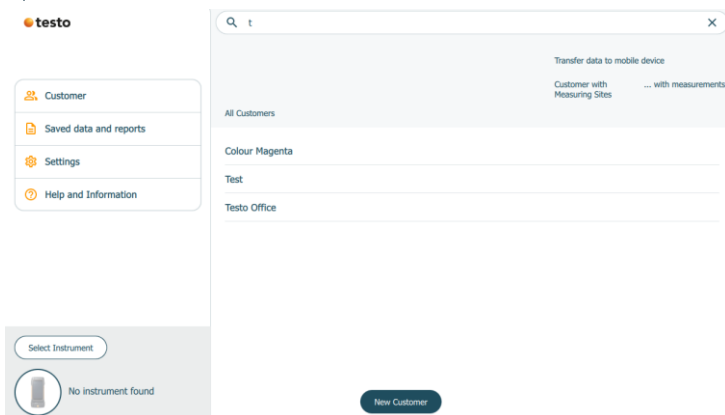 testo
t
Transfer data to mobile device
Customer with
Measuring Sites
... with measurements
All Customers
Customer
Saved data and reports
Settings
Help and Information
Colour Magenta
Test
Testo Office
Select Instrument
No instrument found
New Customer